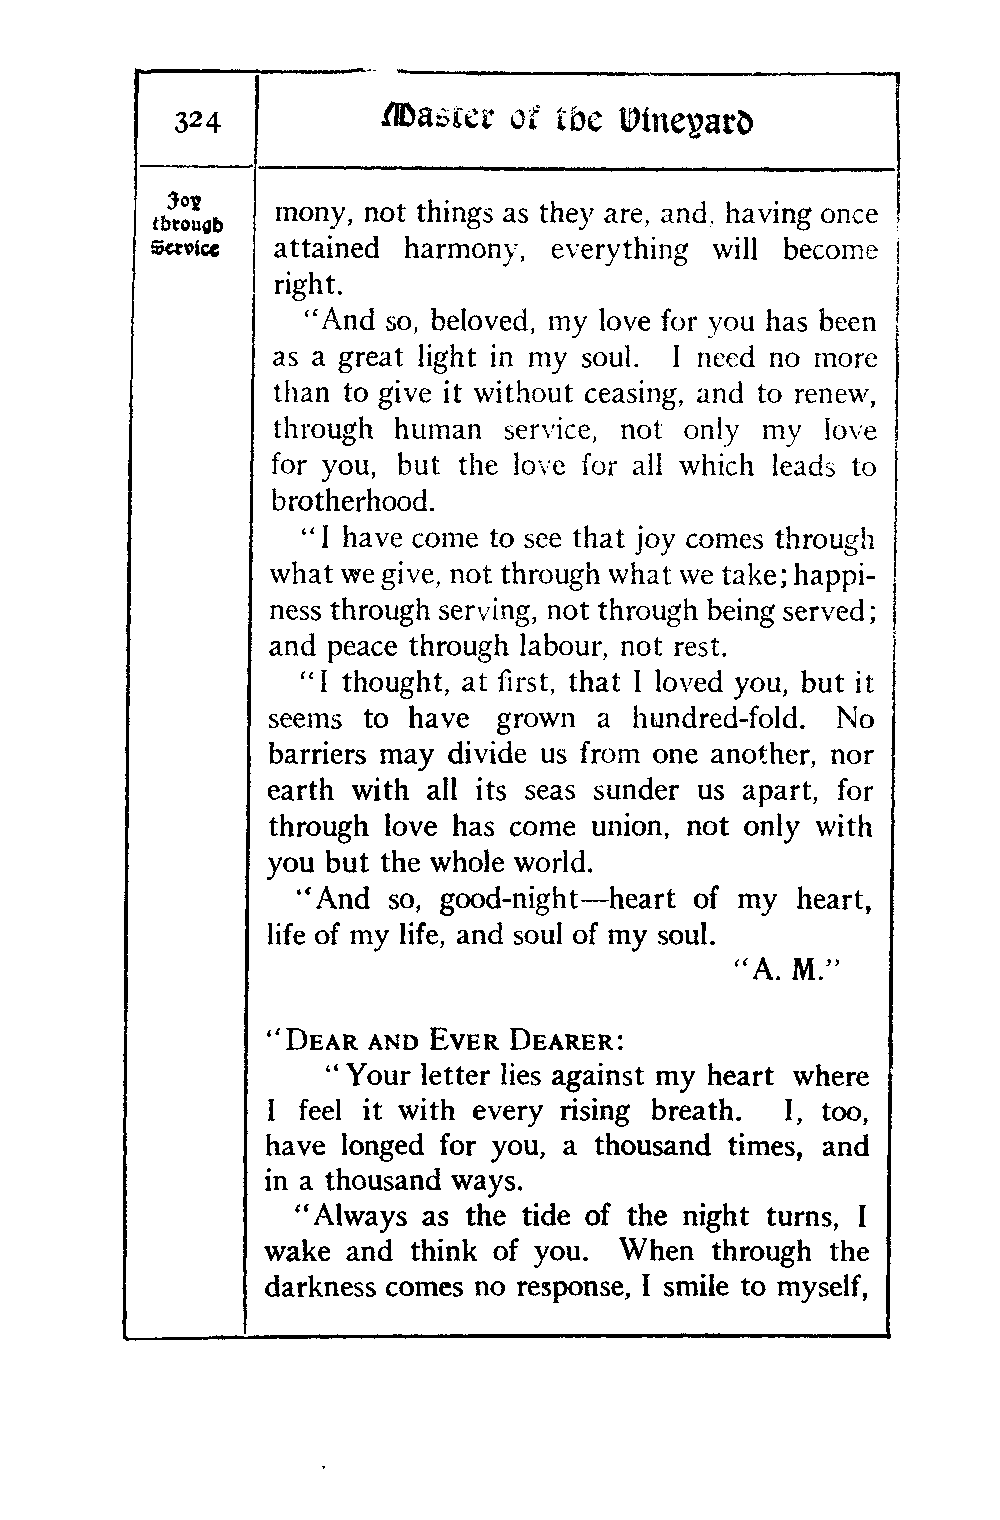 324
Master of the Vineyard
Joy
through
Service
mony, not things as they are, and, having once
attained harmony, everything will become
right.
"And so, beloved, my love for you has been
as a great light in my soul. I need no more
than to give it without ceasing, and to renew,
through human service, not only my love
for you, but the love for all which leads to
brotherhood.
"I have come to see that joy comes through
what we give, not through what we take; happi-
ness through serving, not through being served;
and peace through labour, not rest.
"I thought, at first, that I loved you, but it
seems to have grown a hundred-fold. No
barriers may divide us from one another, nor
earth with all its seas sunder us apart, for
through love has come union, not only with
you but the whole world.
"And so, good-night—heart of my heart,
life of my life, and soul of my soul.
"A. M."
"DEAR AND EVER DEARER:
"Your letter lies against my heart where
I feel it with every rising breath. I, too,
have longed for you, a thousand times, and
in a thousand ways.
"Always as the tide of the night turns, I
wake and think of you. When through the
darkness comes no response, I smile to myself,